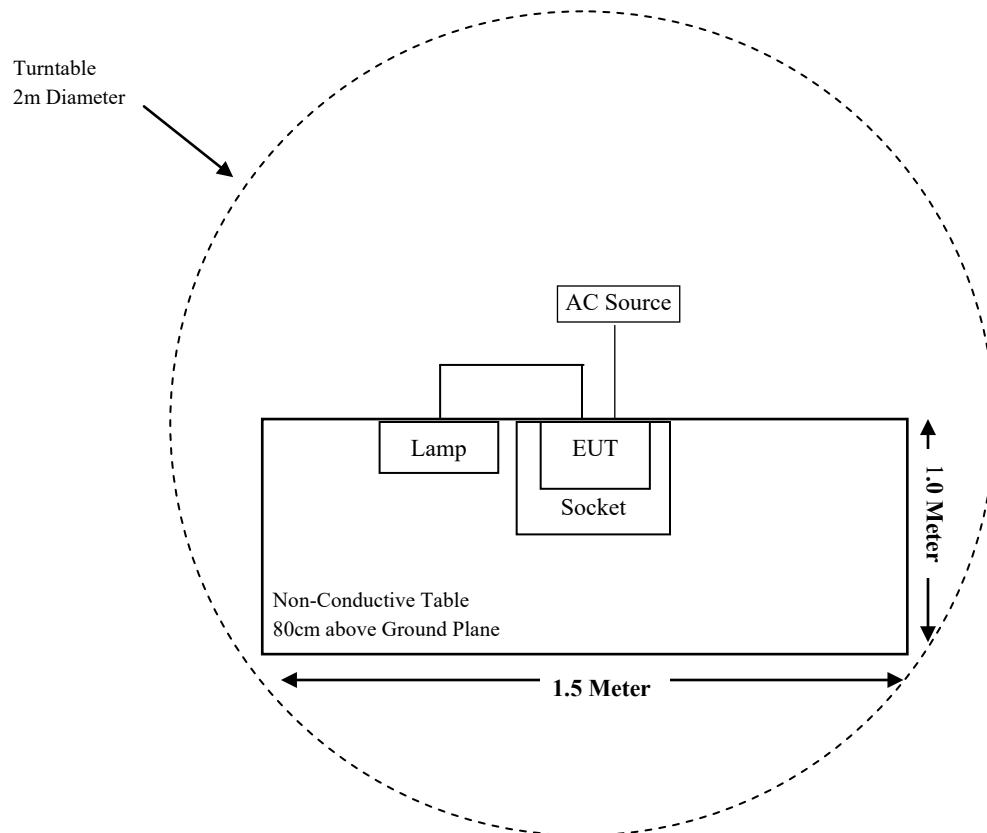 Turntable
2m Diameter
AC Source
Lamp
EUT
Socket
1.0 Meter
Non-Conductive Table
80cm above Ground Plane
1.5 Meter